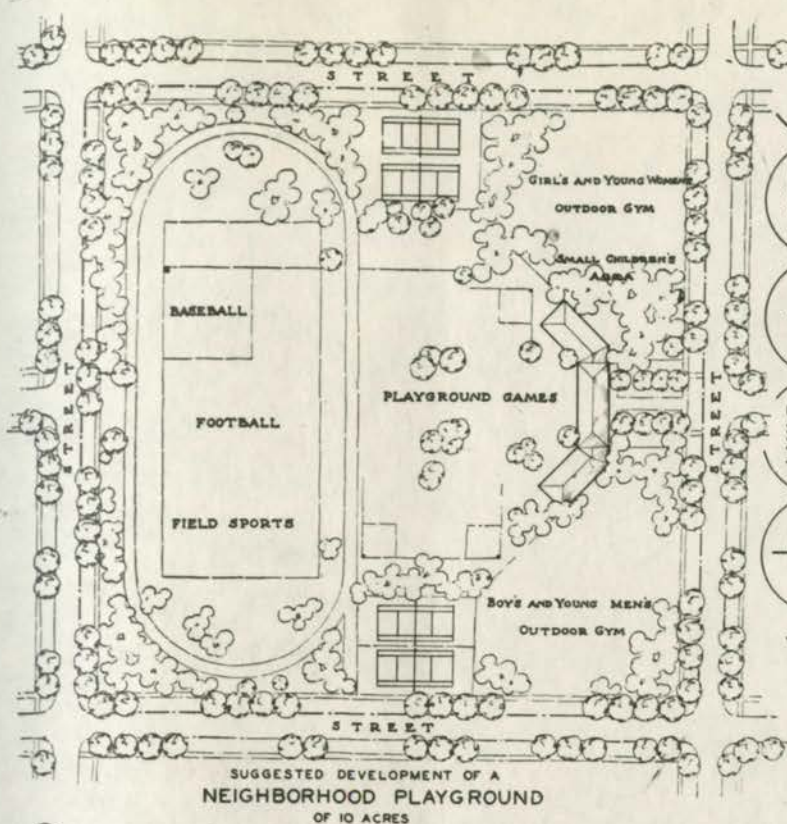 STREET
GIRL'S AND YOUNG WOMEN'S
OUTDOOR GYM
SMALL CHILDREN'S
AREA
BASEBALL
STREET
PLAYGROUND GAMES
STREET
FOOTBALL
FIELD SPORTS
BOY'S AND YOUNG MEN'S
OUTDOOR GYM
STREET
SUGGESTED DEVELOPMENT OF A
NEIGHBORHOOD PLAYGROUND
OF 10 ACRES